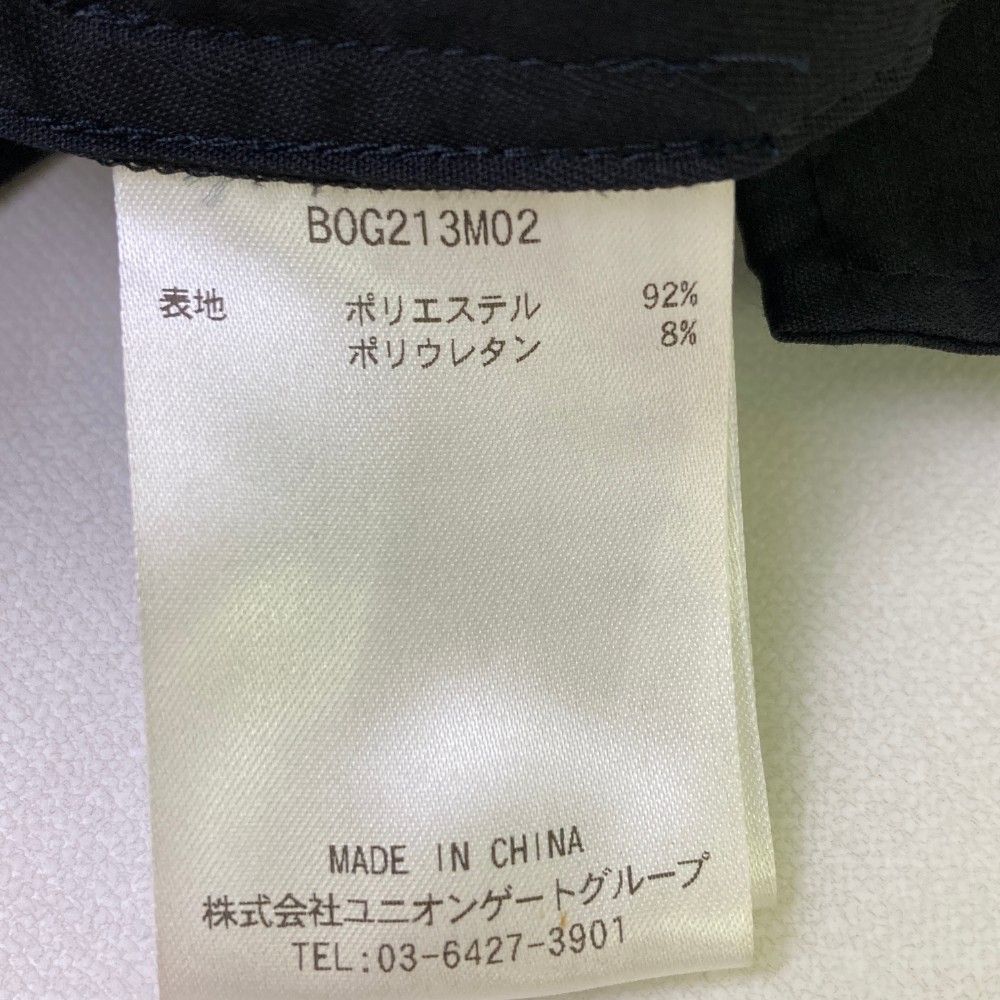 BOG213M02
表地 ポリエステル 92%
ポリウレタン 8%
MADE IN CHINA
株式会社ユニオンゲートグループ
TEL:03-6427-3901